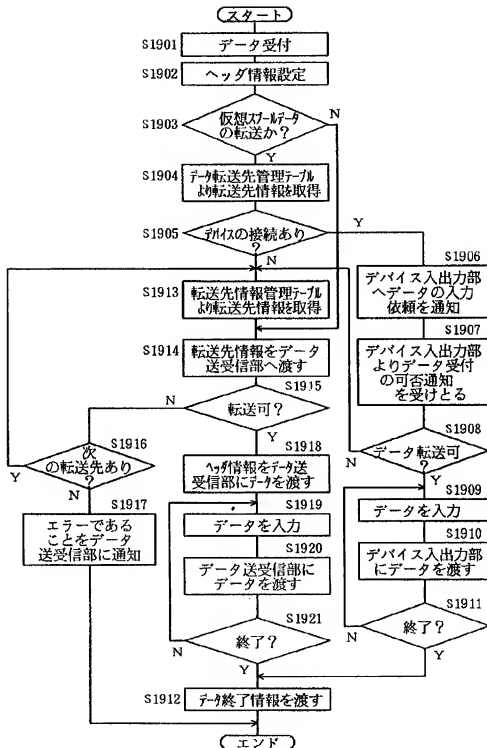 スタート
S1901
データ受付
S1902
ヘッダ情報設定
S1903
仮想スプールデータ
の転送か?
N
Y
S1904
データ転送先管理テーブル
より転送先情報を取得
S1905
デバイスの接続あり
?
Y
N
S1906
デバイス入出力部
へデータの入力
依頼を通知
S1913
転送先情報管理テーブル
より転送先情報を取得
S1907
デバイス入出力部
よりデータ受付
の可否通知
を受けとる
S1914
転送先情報をデータ
送受信部へ渡す
S1915
転送可?
N
Y
S1908
データ転送可
?
N
Y
S1916
次
の転送先あり
?
Y
N
S1917
エラーである
ことをデータ
送受信部に通知
S1918
ヘッダ情報をデータ送
受信部にデータを渡す
S1919
データを入力
S1920
データ送受信部に
データを渡す
S1921
終了?
N
Y
S1909
データを入力
S1910
デバイス入出力部
にデータを渡す
S1911
終了?
N
Y
S1912
データ終了情報を渡す
エンド